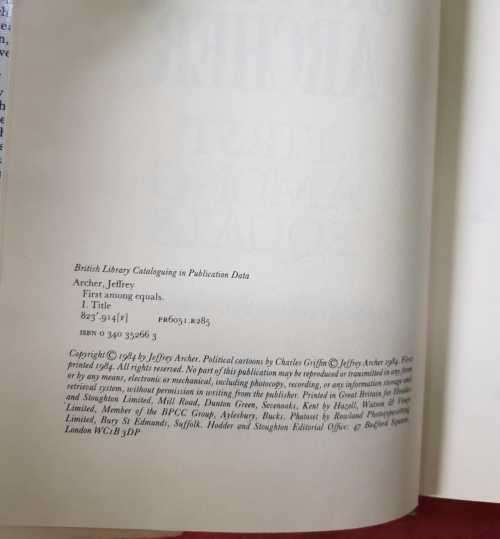 British Library Cataloguing in Publication Data
Archer, Jeffrey
First among equals.
I. Title
823'.914[F] PR6051.R285
ISBN 0 340 35266 3
Copyright © 1984 by Jeffrey Archer. Political cartoons by Charles Griffin © Jeffrey Archer 1984. First
printed 1984. All rights reserved. No part of this publication may be reproduced or transmitted in any form
or by any means, electronic or mechanical, including photocopy, recording, or any information storage and
retrieval system, without permission in writing from the publisher. Printed in Great Britain for Hodder
and Stoughton Limited, Mill Road, Dunton Green, Sevenoaks, Kent by Hazell, Watson & Viney
Limited, Member of the BPCC Group, Aylesbury, Bucks. Photoset by Rowland Phototypesetting
Limited, Bury St Edmunds, Suffolk. Hodder and Stoughton Editorial Office: 47 Bedford Square,
London WC1B 3DP